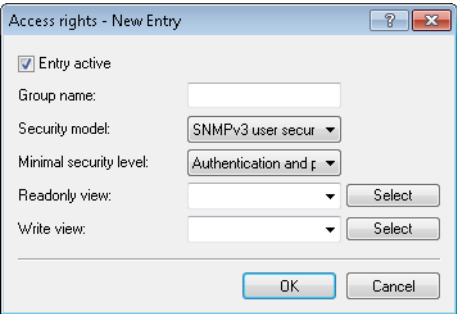 Access rights - New Entry
Entry active
Group name:
Security model: SNMPv3 user secur
Minimal security level: Authentication and p
Readonly view: Select
Write view: Select
OK Cancel